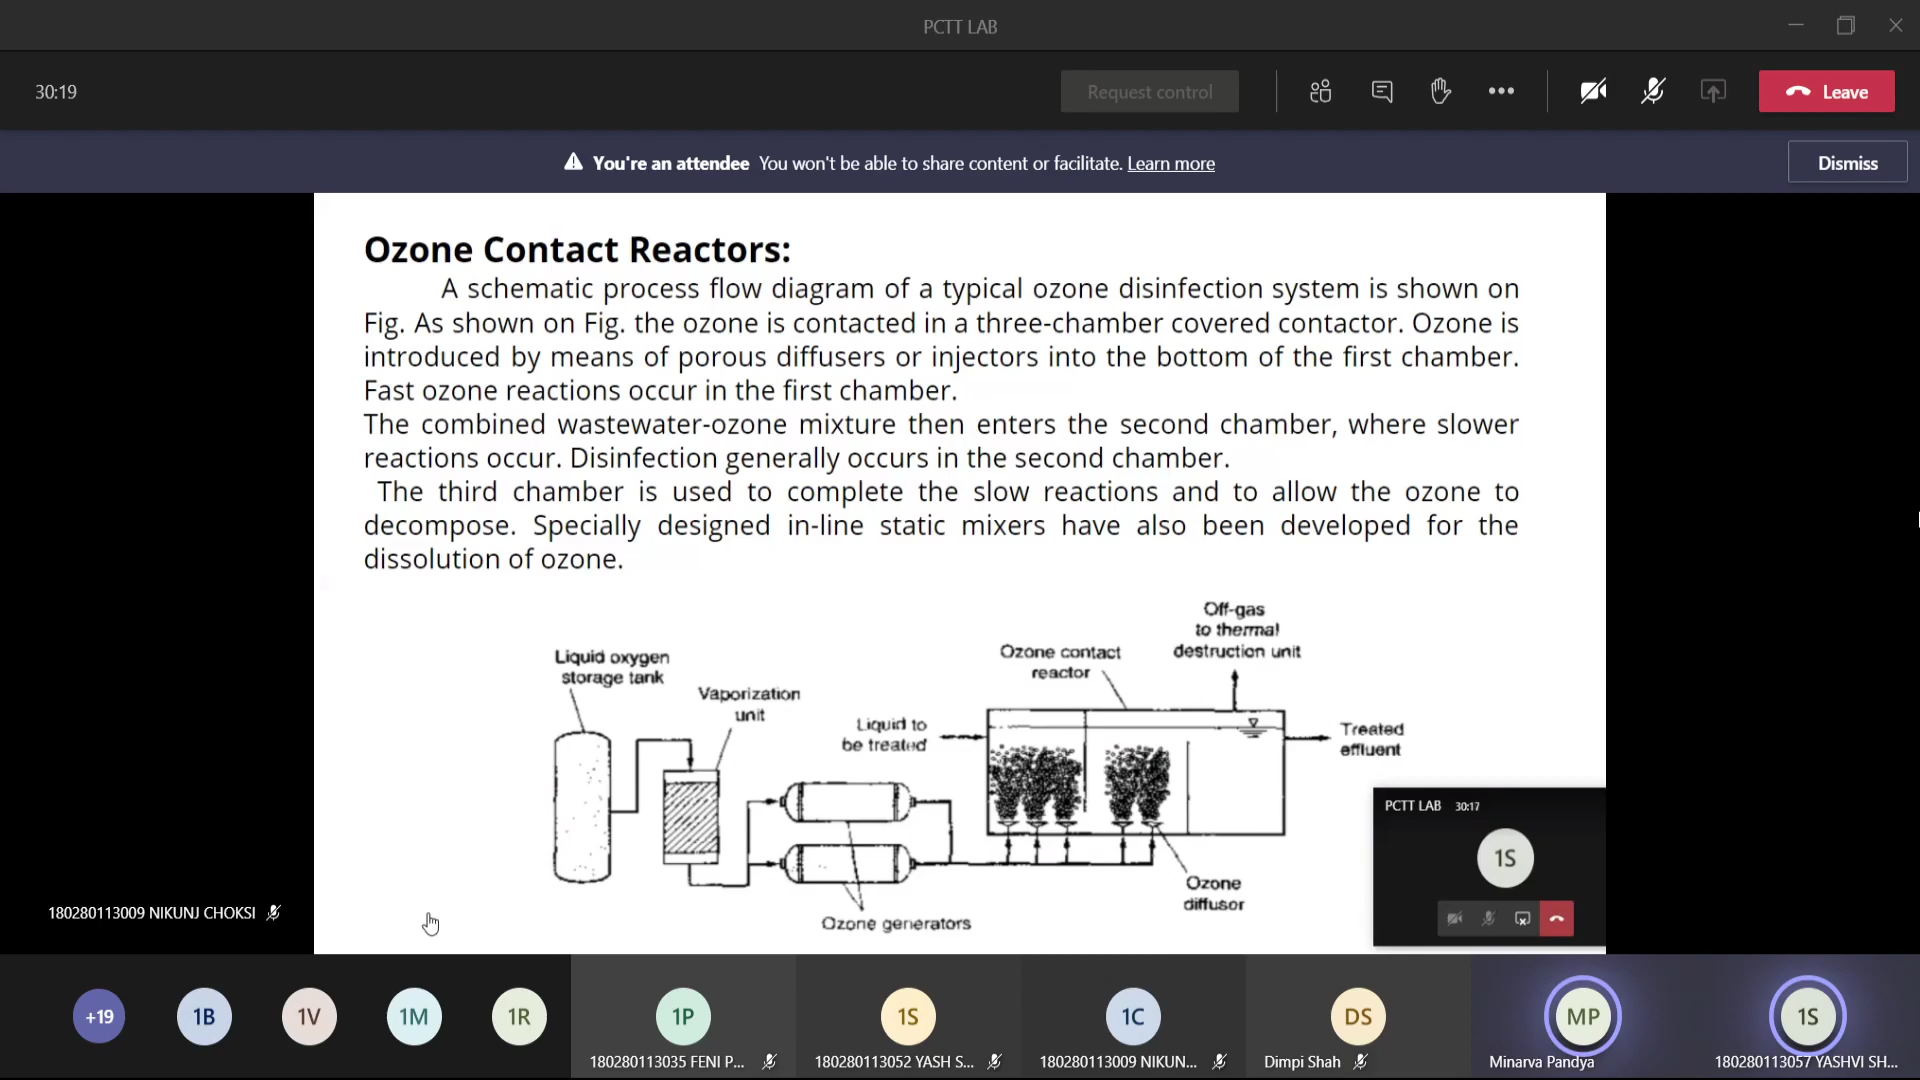 PCTT LAB
30:19
Request control
Leave
You're an attendee You won't be able to share content or facilitate. Learn more
Dismiss
Ozone Contact Reactors:
A schematic process flow diagram of a typical ozone disinfection system is shown on
Fig. As shown on Fig. the ozone is contacted in a three-chamber covered contactor. Ozone is
introduced by means of porous diffusers or injectors into the bottom of the first chamber.
Fast ozone reactions occur in the first chamber.
The combined wastewater-ozone mixture then enters the second chamber, where slower
reactions occur. Disinfection generally occurs in the second chamber.
The third chamber is used to complete the slow reactions and to allow the ozone to
decompose. Specially designed in-line static mixers have also been developed for the
dissolution of ozone.
Off-gas
to thermal
destruction unit
Ozone contact
reactor
Liquid oxygen
storage tank
Vaporization
unit
Liquid to
be treated
Treated
effluent
Ozone
diffusor
Ozone generators
PCTT LAB 30:17
1S
180280113009 NIKUNJ CHOKSI
+19
1B
1V
1M
1R
1P
1S
1C
DS
MP
1S
180280113035 FENI P...
180280113052 YASH S...
180280113009 NIKUN...
Dimpi Shah
Minarva Pandya
180280113057 YASHVI SH...